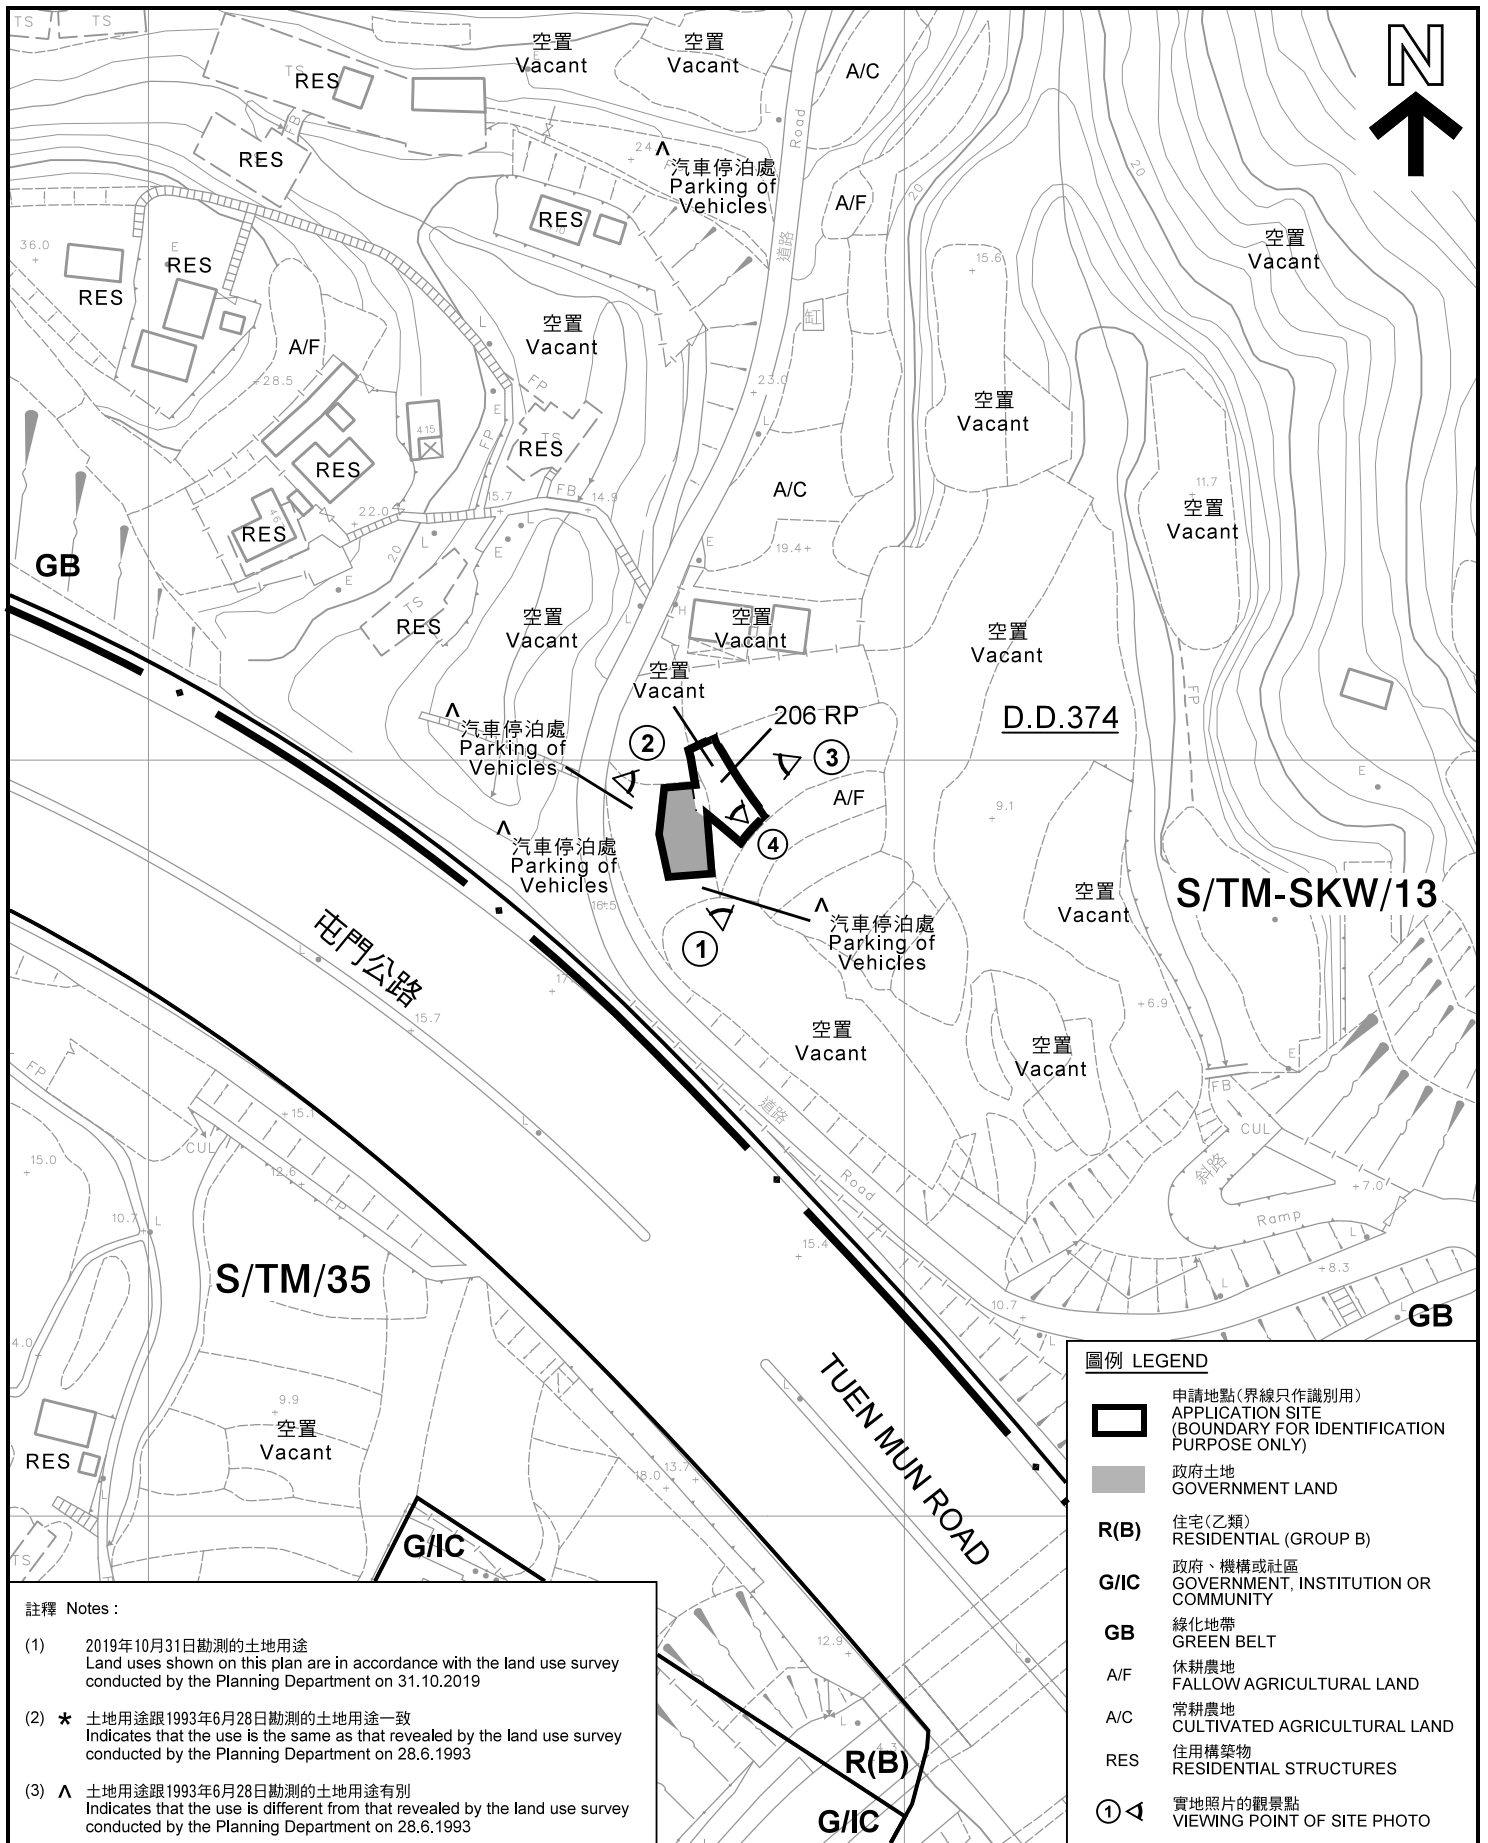 TS
TS
空置
Vacant
空置
Vacant
A/C
N
TS
RES
E
L
FB
RES
Road
24
^
汽車停泊處
Parking of
Vehicles
20
20
A/F
RES
道路
36.0
E
RES
RES
空置
Vacant
15.6
缸
L
空置
Vacant
A/F
28.5
FP
23.0
空置
Vacant
415
E
L
TS
RES
FP
RES
A/C
11.7
空置
Vacant
15.7
FB
14.9
22.0
46
RES
L
L
E
20
E
19.4
E
GB
TS
RES
空置
Vacant
L
H
空置
Vacant
空置
Vacant
空置
Vacant
FP
^
汽車停泊處
Parking of
Vehicles
206 RP
D.D.374
2
3
E
A/F
9.1
4
^
汽車停泊處
Parking of
Vehicles
空置
Vacant
S/TM-SKW/13
16.5
^
汽車停泊處
Parking of
Vehicles
1
屯門公路
L
15.7
6.9
空置
Vacant
空置
Vacant
E
FB
FP
道路
Road
CUL
15.1
L
CUL
斜路
15.0
12.6
FP
7.0
Ramp
L
10.7
L
15.4
S/TM/35
8.3
L
10.7
L
L
GB
4.0
TUEN MUN ROAD
L
9.9
空置
Vacant
RES
L
18.0
13.7
TS
G/IC
12.9
L
L
4.3
R(B)
G/IC
圖例 LEGEND
申請地點(界線只作識別用)
APPLICATION SITE
(BOUNDARY FOR IDENTIFICATION
PURPOSE ONLY)
政府土地
GOVERNMENT LAND
R(B)
住宅(乙類)
RESIDENTIAL (GROUP B)
G/IC
政府、機構或社區
GOVERNMENT, INSTITUTION OR
COMMUNITY
GB
綠化地帶
GREEN BELT
A/F
休耕農地
FALLOW AGRICULTURAL LAND
A/C
常耕農地
CULTIVATED AGRICULTURAL LAND
RES
住用構築物
RESIDENTIAL STRUCTURES
1
實地照片的觀景點
VIEWING POINT OF SITE PHOTO
註釋 Notes :
(1) 2019年10月31日勘測的土地用途
Land uses shown on this plan are in accordance with the land use survey
conducted by the Planning Department on 31.10.2019
(2) * 土地用途跟1993年6月28日勘測的土地用途一致
Indicates that the use is the same as that revealed by the land use survey
conducted by the Planning Department on 28.6.1993
(3) ^ 土地用途跟1993年6月28日勘測的土地用途有別
Indicates that the use is different from that revealed by the land use survey
conducted by the Planning Department on 28.6.1993